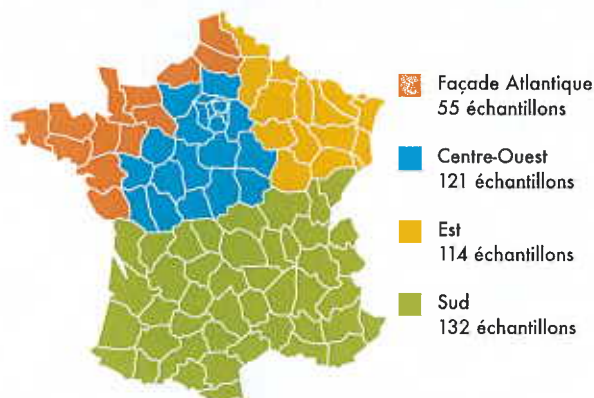 Façade Atlantique
55 échantillons
Centre-Ouest
121 échantillons
Est
114 échantillons
Sud
132 échantillons